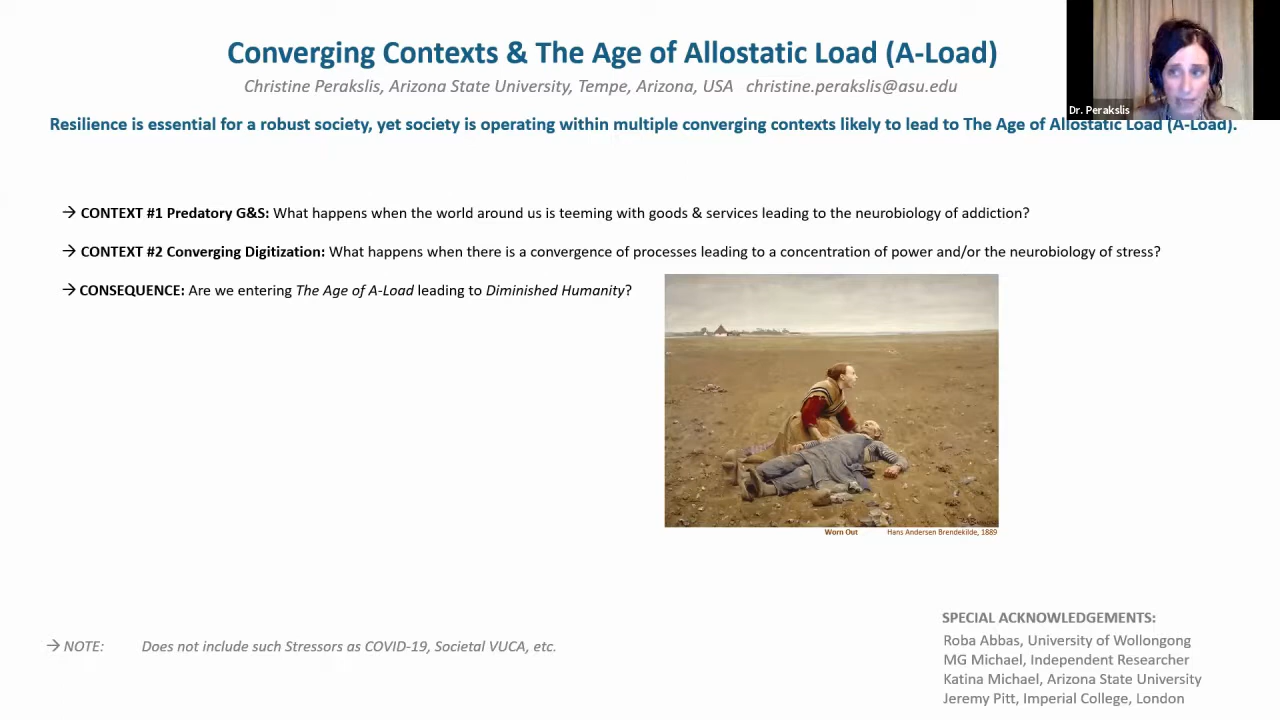 Converging Contexts & The Age of Allostatic Load (A-Load)
Christine Perakslis, Arizona State University, Tempe, Arizona, USA christine.perakslis@asu.edu
Dr. Perakslis
Resilience is essential for a robust society, yet society is operating within multiple converging contexts likely to lead to The Age of Allostatic Load (A-Load).
→ CONTEXT #1 Predatory G&S: What happens when the world around us is teeming with goods & services leading to the neurobiology of addiction?
→ CONTEXT #2 Converging Digitization: What happens when there is a convergence of processes leading to a concentration of power and/or the neurobiology of stress?
→ CONSEQUENCE: Are we entering The Age of A-Load leading to Diminished Humanity?
Worn Out Hans Andersen Brendekilde, 1889
→ NOTE: Does not include such Stressors as COVID-19, Societal VUCA, etc.
SPECIAL ACKNOWLEDGEMENTS:
Roba Abbas, University of Wollongong
MG Michael, Independent Researcher
Katina Michael, Arizona State University
Jeremy Pitt, Imperial College, London